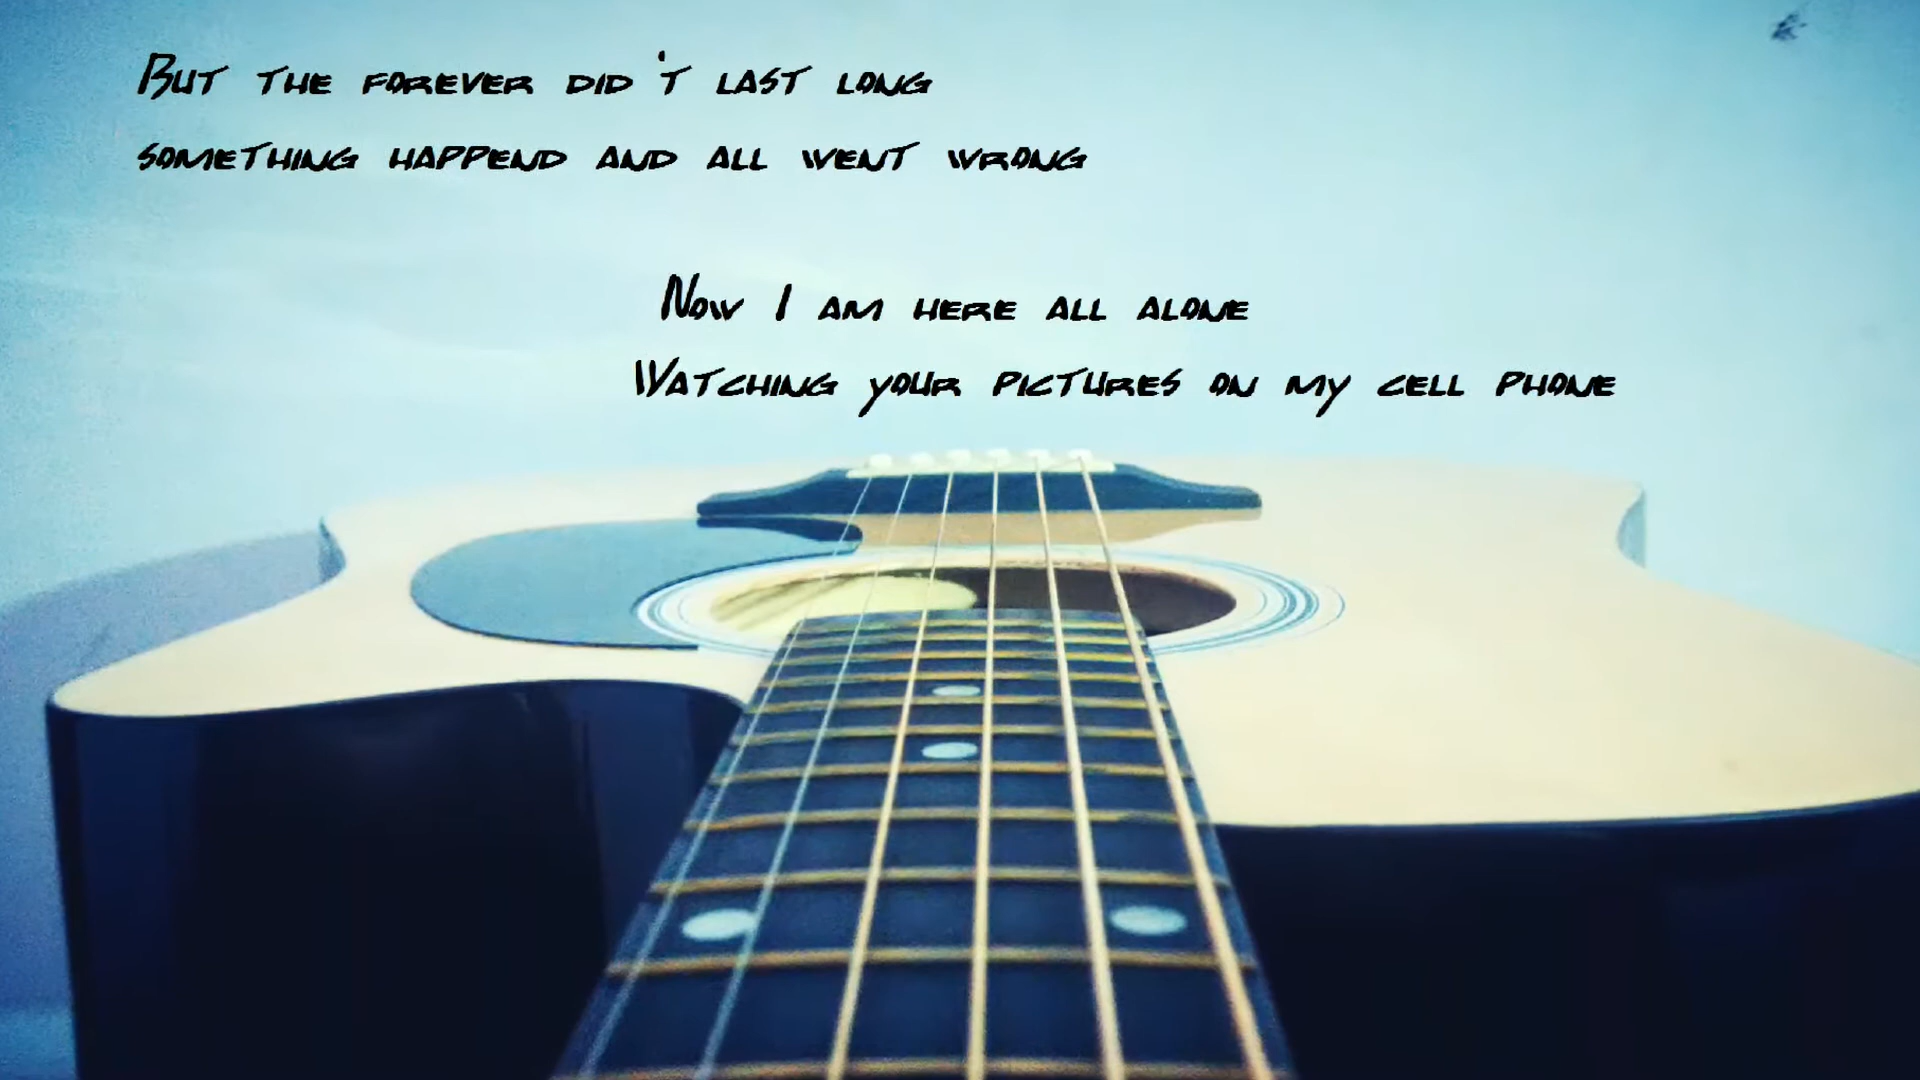 But the forever did't last long
something happend and all went wrong
Now I am here all alone
Watching your pictures on my cell phone